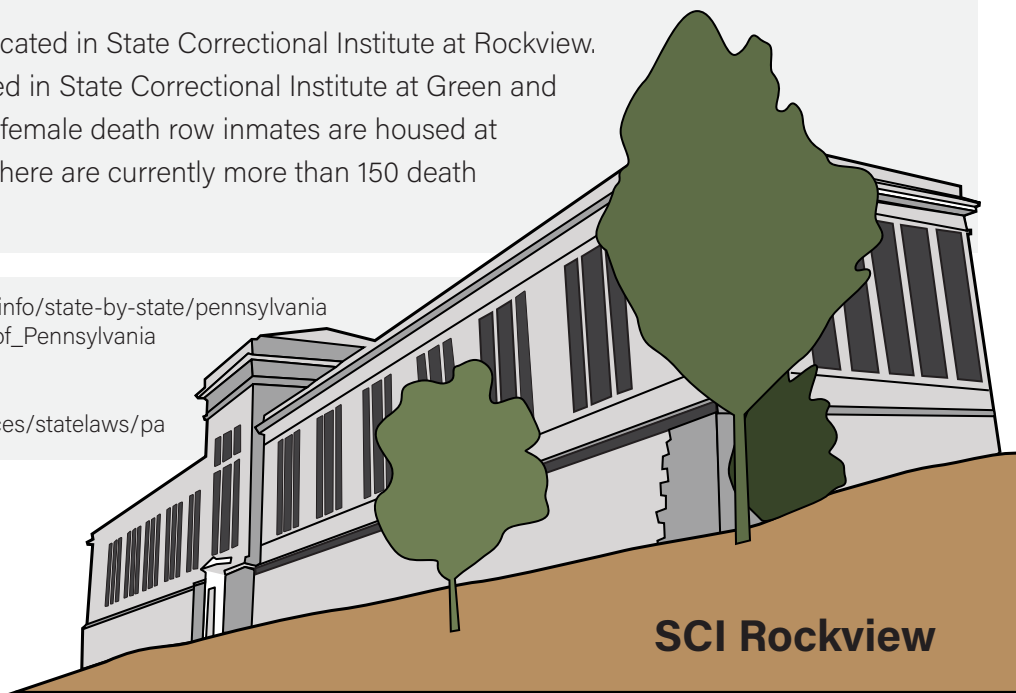 cated in State Correctional Institute at Rockview.
ed in State Correctional Institute at Green and
female death row inmates are housed at
here are currently more than 150 death
info/state-by-state/pennsylvania
of_Pennsylvania
ces/statelaws/pa
SCI Rockview